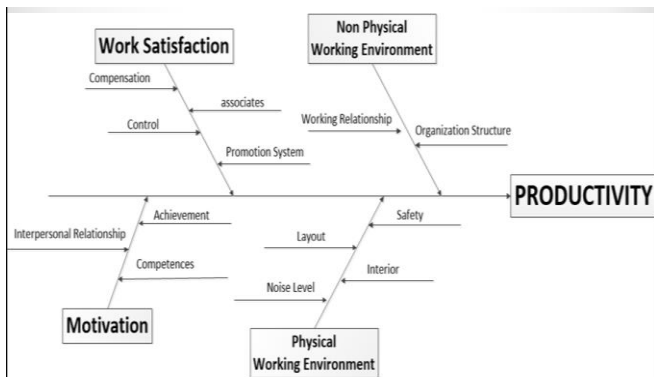 Work Satisfaction
Non Physical
Working Environment
Compensation
associates
Control
Working Relationship
Organization Structure
Promotion System
PRODUCTIVITY
Achievement
Safety
Interpersonal Relationship
Layout
Competences
Interior
Noise Level
Motivation
Physical
Working Environment